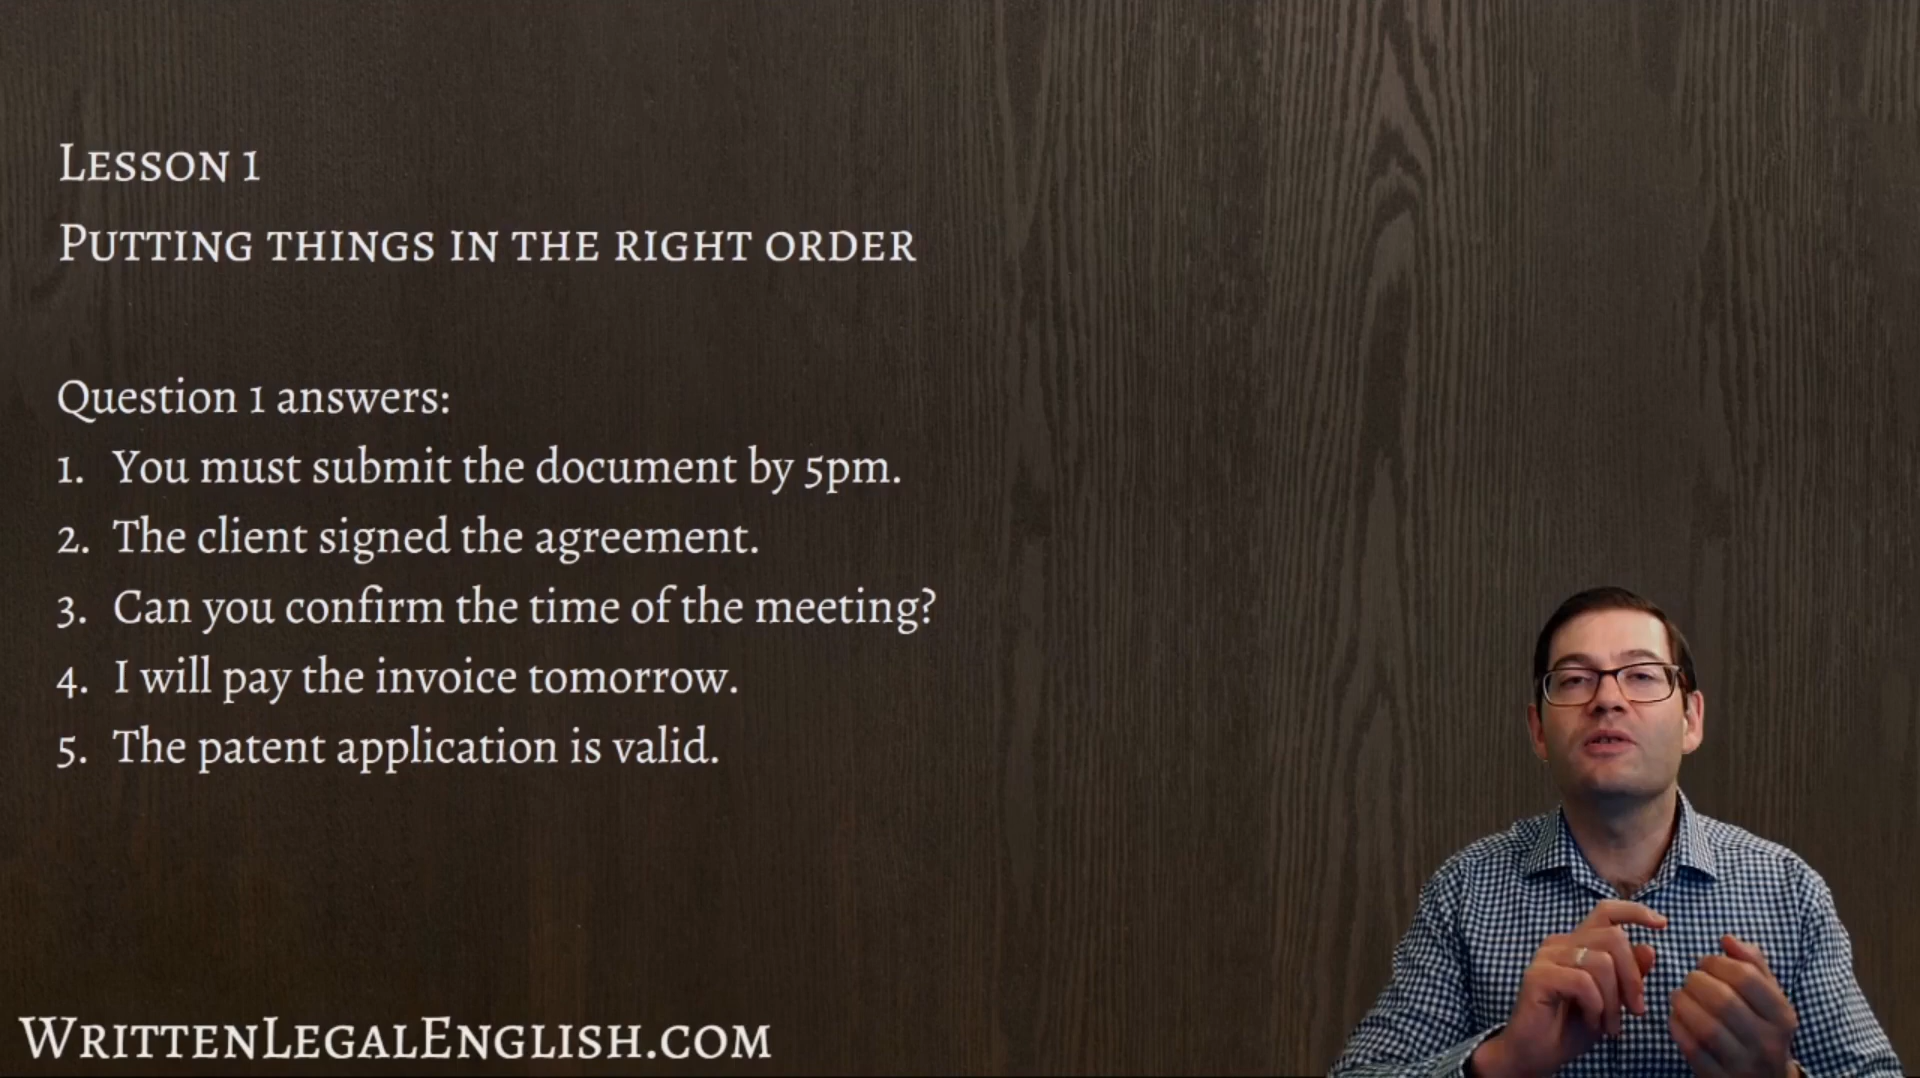 Lesson 1
Putting things in the right order
Question 1 answers:
1. You must submit the document by 5pm.
2. The client signed the agreement.
3. Can you confirm the time of the meeting?
4. I will pay the invoice tomorrow.
5. The patent application is valid.
WrittenLegalEnglish.com